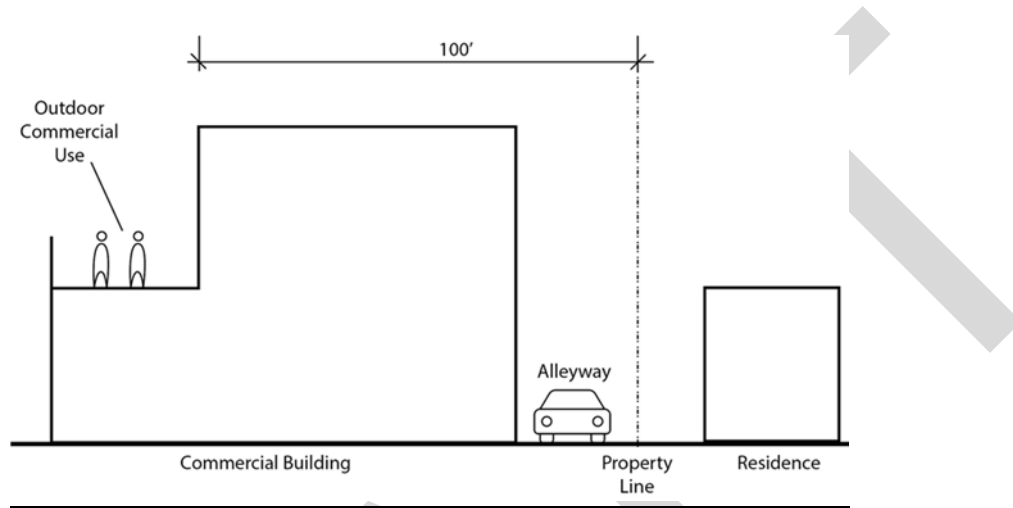 100’
Outdoor
Commercial
Use
Alleyway
Commercial Building
Property
Line
Residence